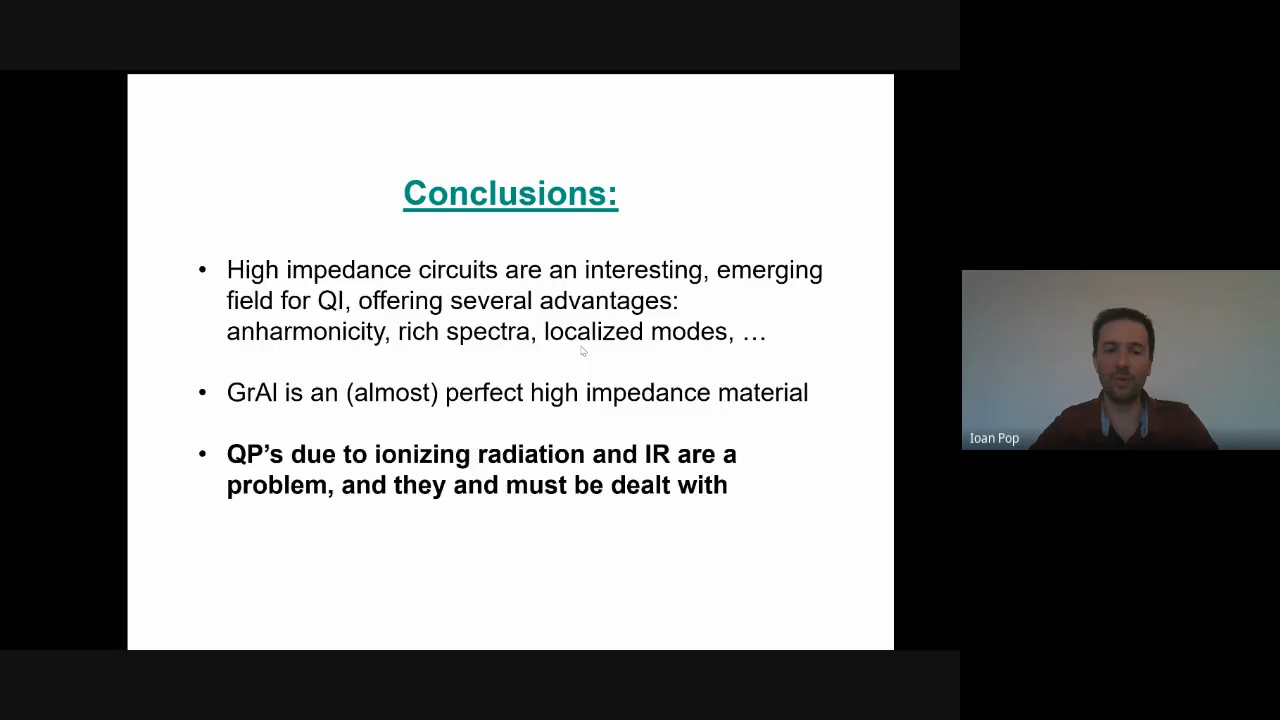 Conclusions:
• High impedance circuits are an interesting, emerging
field for QI, offering several advantages:
anharmonicity, rich spectra, localized modes, …
• GrAl is an (almost) perfect high impedance material
• QP’s due to ionizing radiation and IR are a
problem, and they and must be dealt with
Ioan Pop